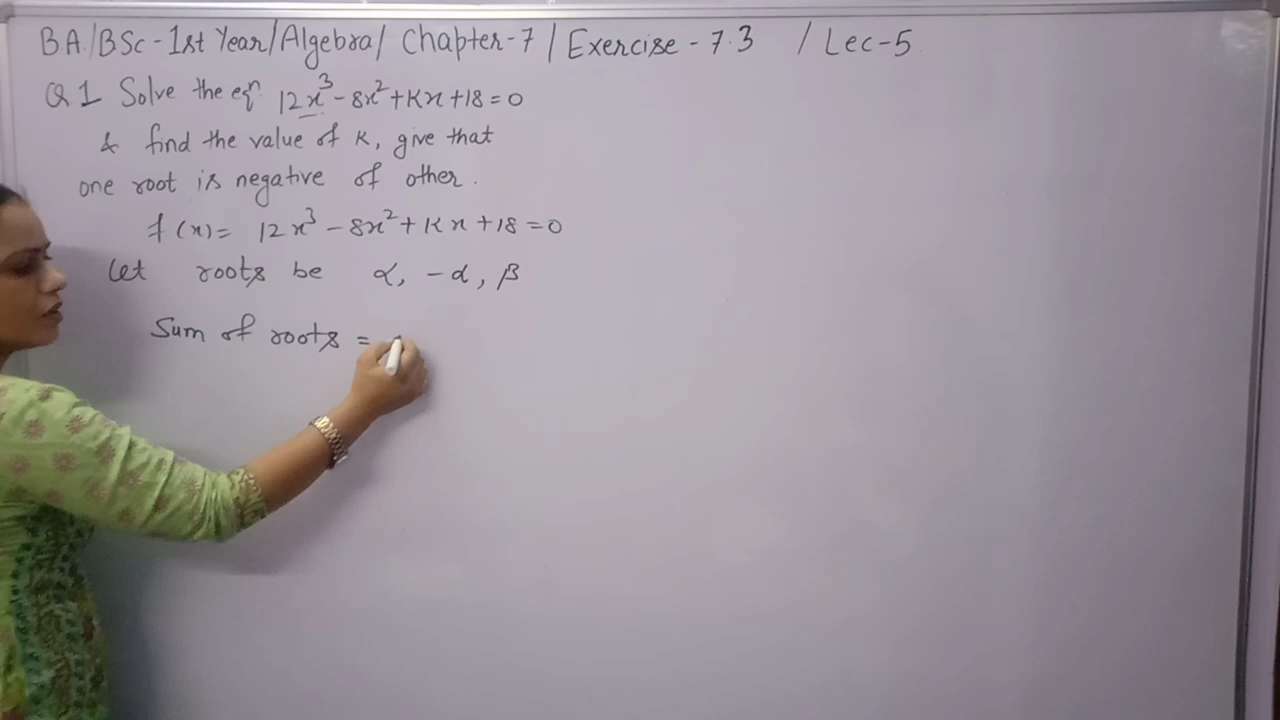 BA/BSc - 1st Year/Algebra/ Chapter-7 / Exercise - 7.3 / Lec-5
Q 1 Solve the eqn. 12x³ - 8x² + Kx + 18 = 0
& find the value of K, give that
one root is negative of other.
f(x) = 12x³ - 8x² + Kx + 18 = 0
Let roots be α, -α, β
Sum of roots =